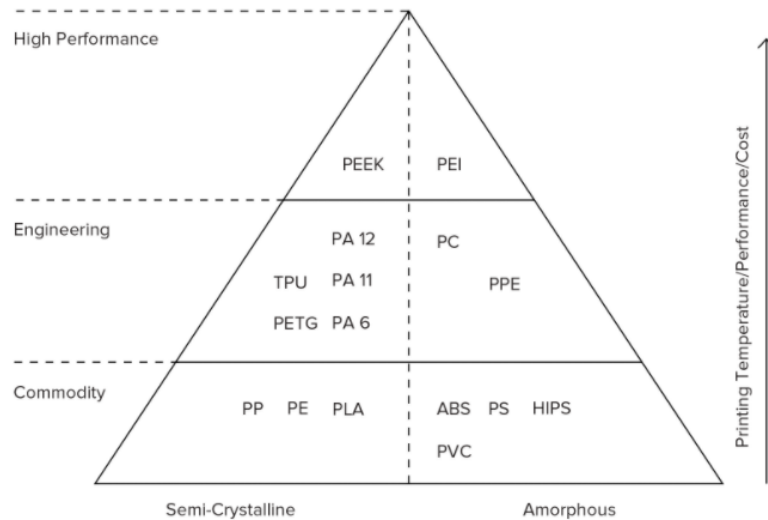 High Performance
PEEK PEI
Engineering
PA 12 PC
TPU PA 11 PPE
PETG PA 6
Commodity
PP PE PLA ABS PS HIPS
PVC
Semi-Crystalline Amorphous
Printing Temperature/Performance/Cost